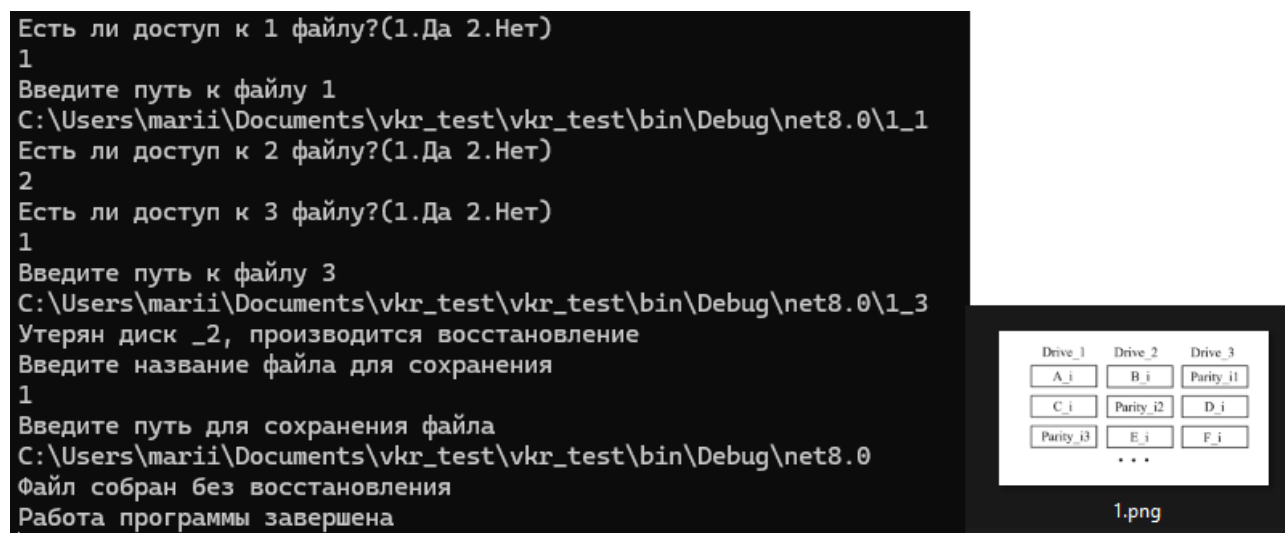 Есть ли доступ к 1 файлу?(1.Да 2.Нет)
1
Введите путь к файлу 1
C:\Users\marii\Documents\vkr_test\vkr_test\bin\Debug\net8.0\1_1
Есть ли доступ к 2 файлу?(1.Да 2.Нет)
2
Есть ли доступ к 3 файлу?(1.Да 2.Нет)
1
Введите путь к файлу 3
C:\Users\marii\Documents\vkr_test\vkr_test\bin\Debug\net8.0\1_3
Утерян диск _2, производится восстановление
Введите название файла для сохранения
1
Введите путь для сохранения файла
C:\Users\marii\Documents\vkr_test\vkr_test\bin\Debug\net8.0
Файл собран без восстановления
Работа программы завершена
Drive_1 Drive_2 Drive_3
A_i B_i Parity_i1
C_i Parity_i2 D_i
Parity_i3 E_i F_i
• • •
1.png